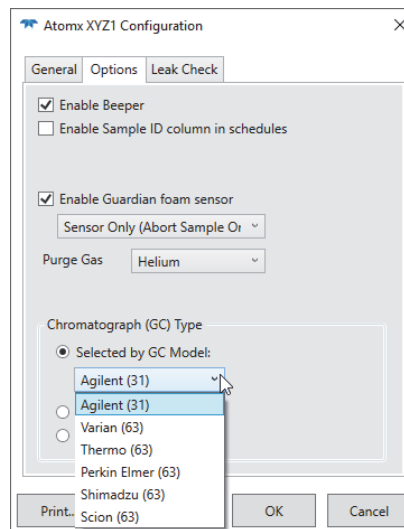 Atomx XYZ1 Configuration
General Options Leak Check
Enable Beeper
Enable Sample ID column in schedules
Enable Guardian foam sensor
Sensor Only (Abort Sample Or
Purge Gas Helium
Chromatograph (GC) Type
Selected by GC Model:
Agilent (31)
Agilent (31)
Varian (63)
Thermo (63)
Perkin Elmer (63)
Shimadzu (63)
Scion (63)
Print.. OK Cancel